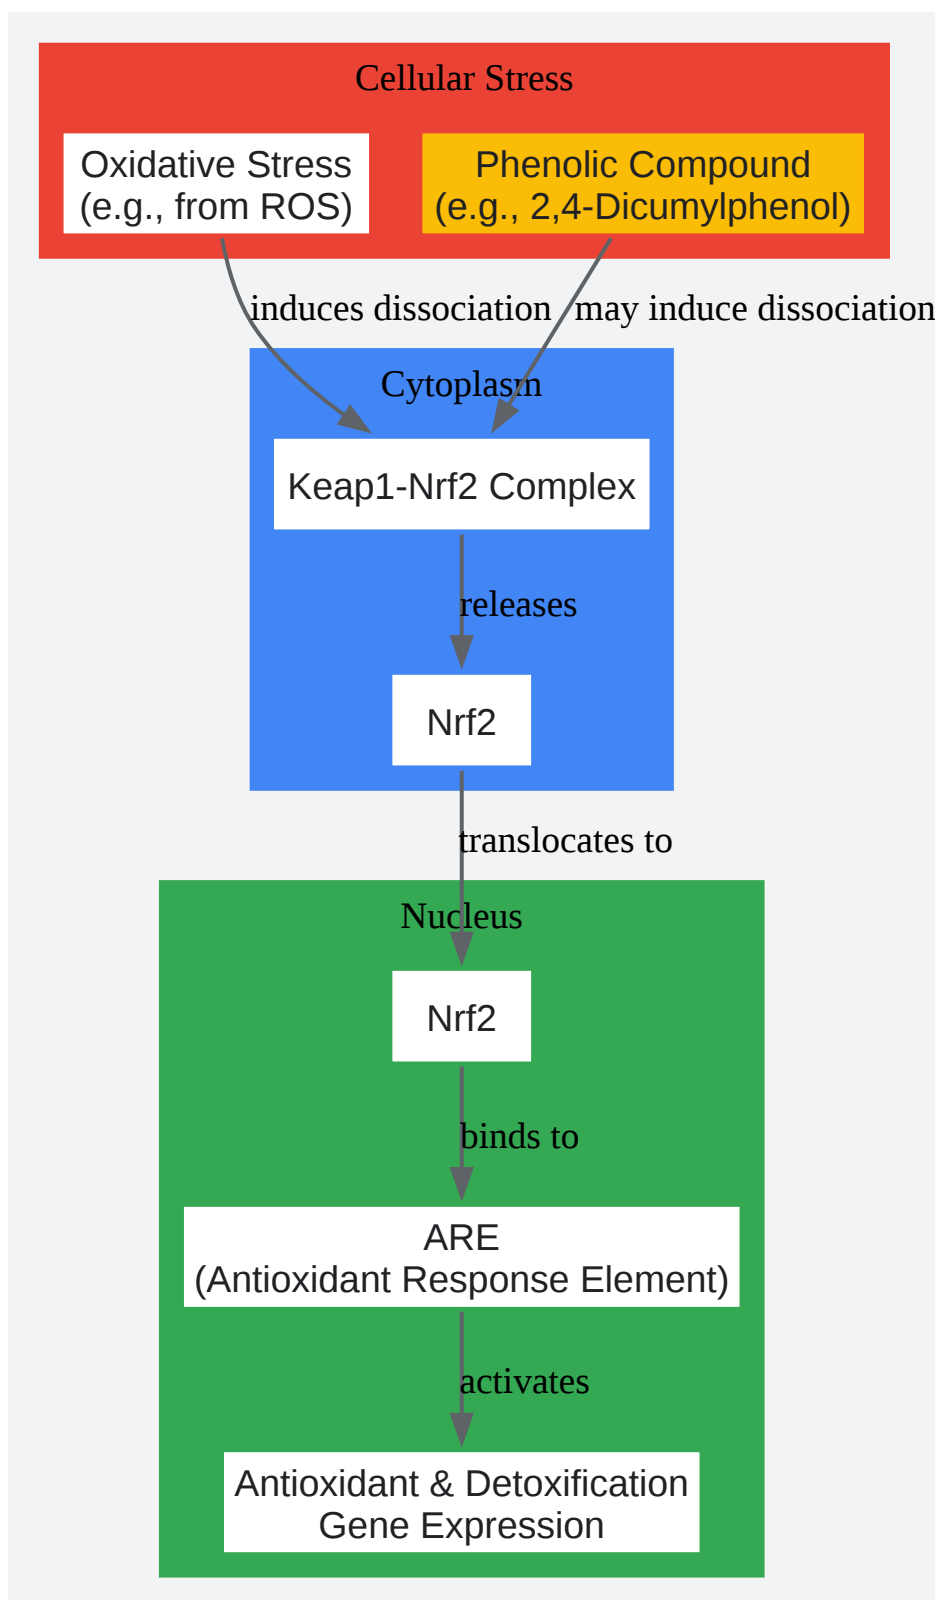 Cellular Stress
Oxidative Stress
(e.g., from ROS)
Phenolic Compound
(e.g., 2,4-Dicumylphenol)
induces dissociation
may induce dissociation
Cytoplasm
Keap1-Nrf2 Complex
releases
Nrf2
translocates to
Nucleus
Nrf2
binds to
ARE
(Antioxidant Response Element)
activates
Antioxidant & Detoxification
Gene Expression